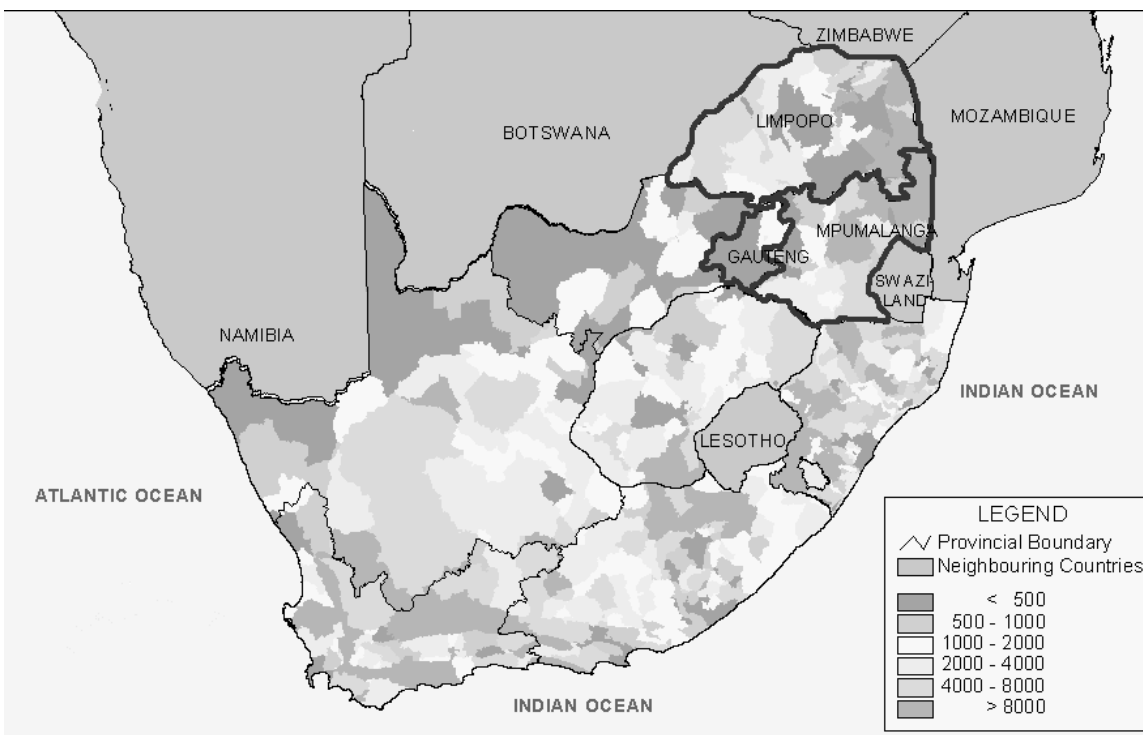 ZIMBABWE
LIMPOPO
MOZAMBIQUE
BOTSWANA
MPUMALANGA
GAUTENG
SWAZI-
LAND
NAMIBIA
INDIAN OCEAN
LESOTHO
ATLANTIC OCEAN
LEGEND
Provincial Boundary
Neighbouring Countries
< 500
500 - 1000
1000 - 2000
2000 - 4000
4000 - 8000
> 8000
INDIAN OCEAN